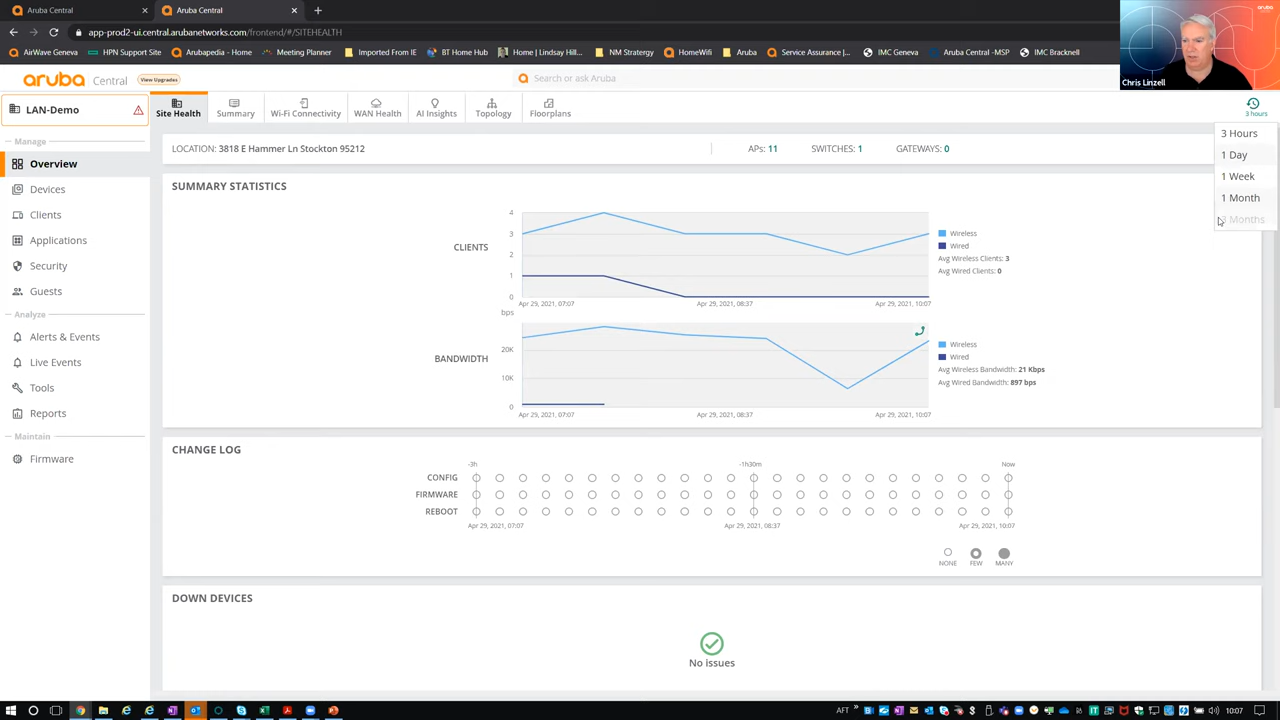 Aruba Central
Aruba Central
app-prod2-ui.central.arubanetworks.com/frontend/#/SITEHEALTH
AirWave Geneva
HPN Support Site
Arubapedia - Home
Meeting Planning
Imported From IE
BT Home Hub
Home | Lindsay Hill...
NM Stratergy
HomeWifi
Aruba
Service Assurance |...
IMC Geneva
Aruba Central -MSP
IMC Bracknell
aruba
Chris Linzell
aruba Central View Upgrades
Search or ask Aruba
LAN-Demo
Site Health
Summary
Wi-Fi Connectivity
WAN Health
AI Insights
Topology
Floorplans
3 hours
3 Hours
1 Day
1 Week
1 Month
Months
Manage
Overview
Devices
Clients
Applications
Security
Guests
Analyze
Alerts & Events
Live Events
Tools
Reports
Maintain
Firmware
LOCATION: 3818 E Hammer Ln Stockton 95212
APs: 11
SWITCHES: 1
GATEWAYS: 0
SUMMARY STATISTICS
CLIENTS
4
3
2
1
0
Apr 29, 2021, 07:07
Apr 29, 2021, 08:37
Apr 29, 2021, 10:07
Wireless
Wired
Avg Wireless Clients: 3
Avg Wired Clients: 0
bps
BANDWIDTH
20K
10K
0
Apr 29, 2021, 07:07
Apr 29, 2021, 08:37
Apr 29, 2021, 10:07
Wireless
Wired
Avg Wireless Bandwidth: 21 Kbps
Avg Wired Bandwidth: 897 bps
CHANGE LOG
-3h
-1h30m
Now
CONFIG
FIRMWARE
REBOOT
Apr 29, 2021, 07:07
Apr 29, 2021, 08:37
Apr 29, 2021, 10:07
NONE
FEW
MANY
DOWN DEVICES
No issues
AFT
10:07